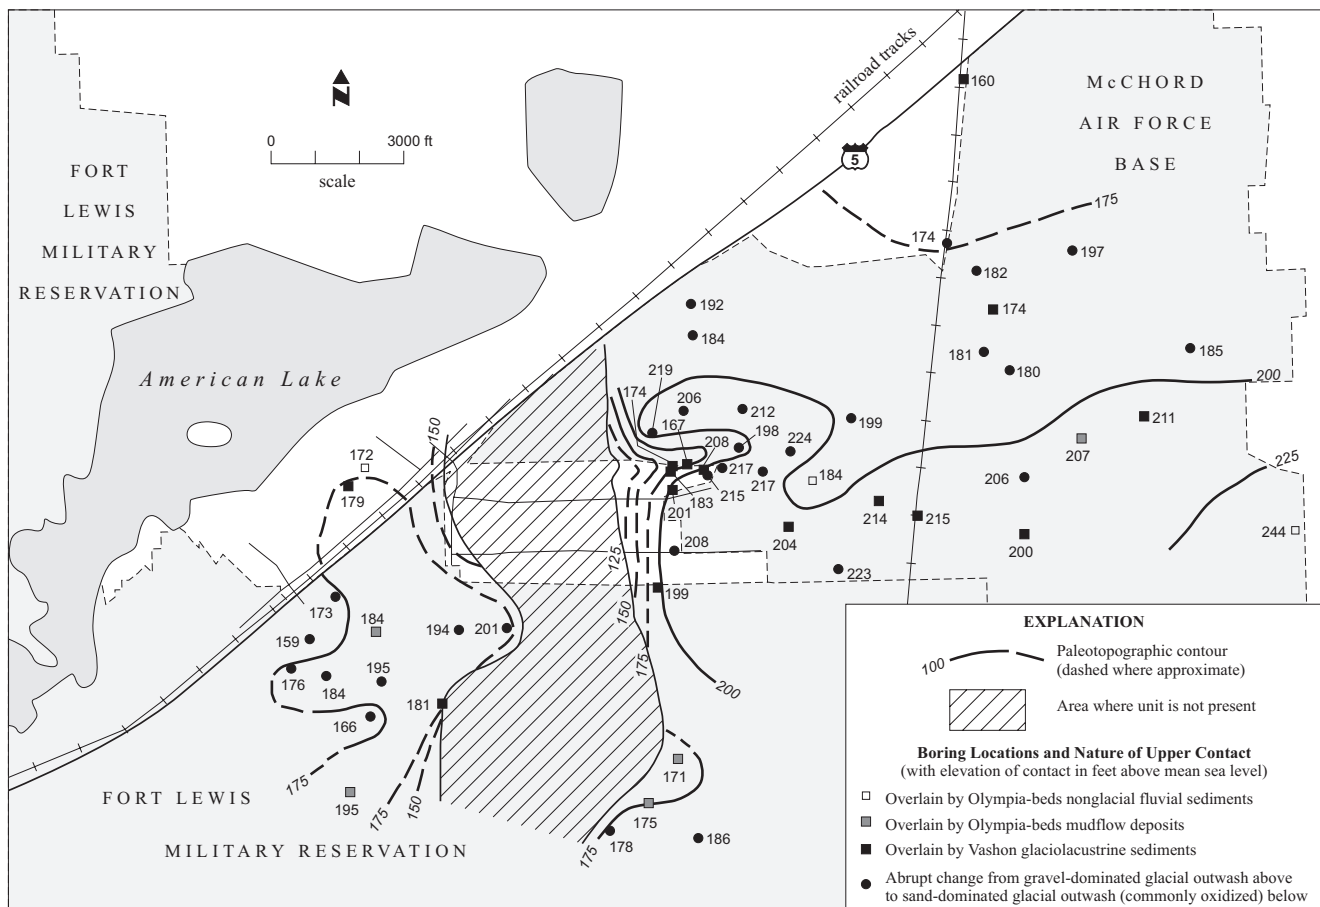 railroad tracks
160
McCHORD
AIR FORCE
BASE
0
3000 ft
scale
5
FORT
LEWIS
MILITARY
RESERVATION
175
174
197
182
192
174
184
181
185
180
American Lake
219
200
174
206
212
211
199
167
198
224
150
208
207
172
184
217
217
225
206
179
183
215
201
214
215
204
200
244
125
208
223
199
150
173
184
159
194
201
175
176
184
195
200
181
166
171
175
195
175
150
175
178
186
175
FORT LEWIS
MILITARY RESERVATION
EXPLANATION
100
Paleotopographic contour
(dashed where approximate)
Area where unit is not present
Boring Locations and Nature of Upper Contact
(with elevation of contact in feet above mean sea level)
Overlain by Olympia-beds nonglacial fluvial sediments
Overlain by Olympia-beds mudflow deposits
Overlain by Vashon glaciolacustrine sediments
Abrupt change from gravel-dominated glacial outwash above
to sand-dominated glacial outwash (commonly oxidized) below